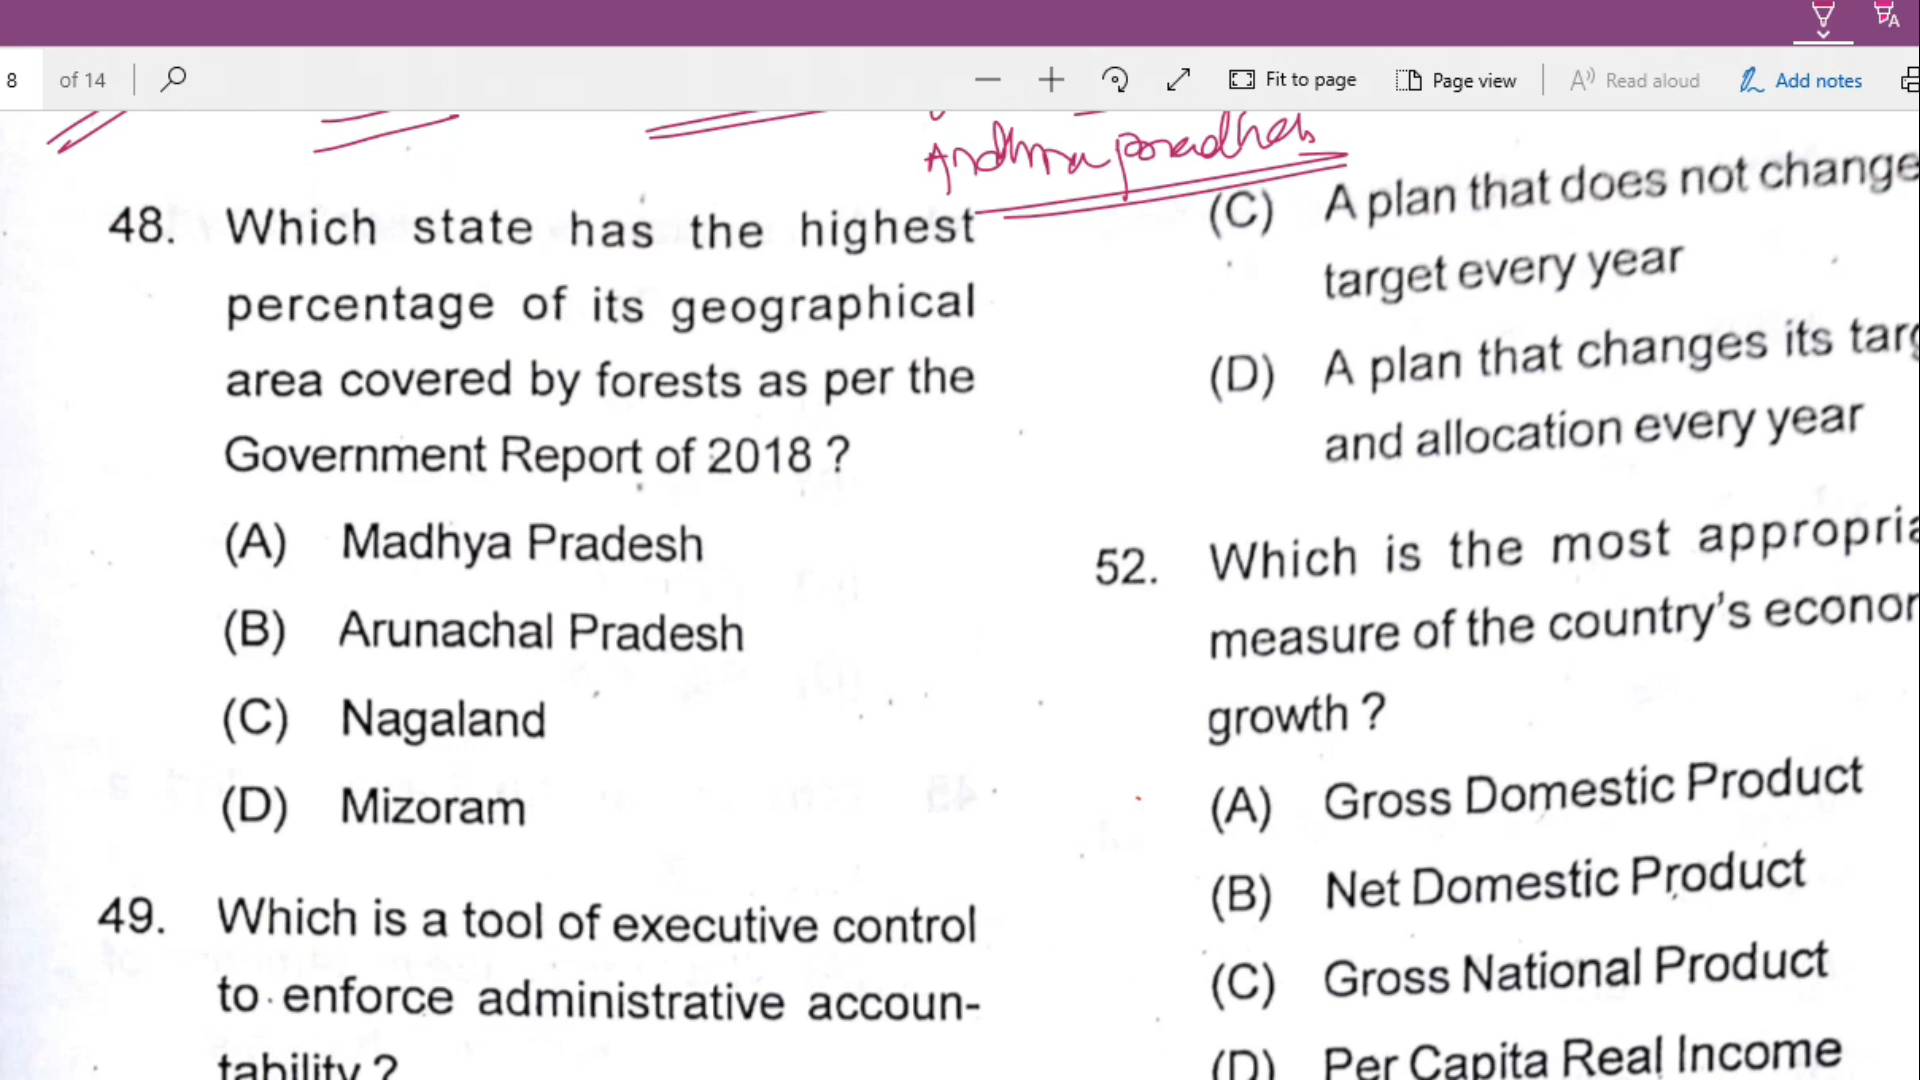 8 of 14
Fit to page
Page view
Read aloud
Add notes
Andhra pradhes
48. Which state has the highest
percentage of its geographical
area covered by forests as per the
Government Report of 2018 ?
(A) Madhya Pradesh
(B) Arunachal Pradesh
(C) Nagaland
(D) Mizoram
49. Which is a tool of executive control
to enforce administrative accoun-
tability ?
(C) A plan that does not change
target every year
(D) A plan that changes its
and allocation every year
52. Which is the most
measure of the country's
growth ?
(A) Gross Domestic Product
(B) Net Domestic Product
(C) Gross National Product
(D) Per Capita Real Income